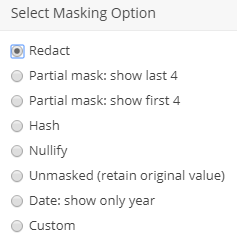 Select Masking Option
Redact
Partial mask: show last 4
Partial mask: show first 4
Hash
Nullify
Unmasked (retain original value)
Date: show only year
Custom